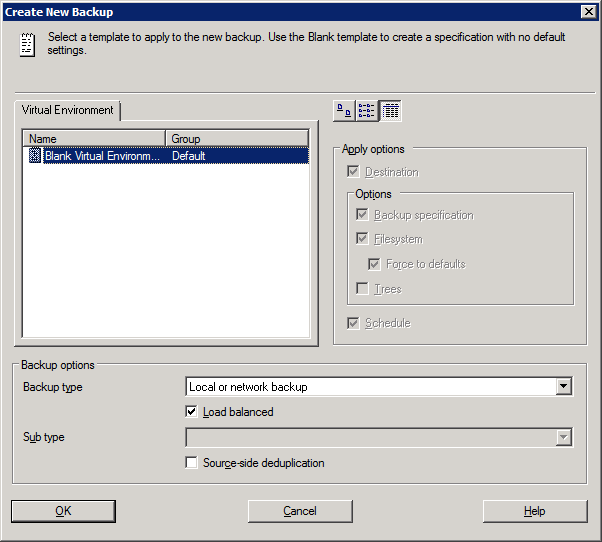 Create New Backup
Select a template to apply to the new backup. Use the Blank template to create a specification with no default
settings.
Virtual Environment
Name Group
Blank Virtual Environm... Default
Apply options
Destination
Options
Backup specification
Filesystem
Force to defaults
Trees
Schedule
Backup options
Backup type Local or network backup
Load balanced
Sub type
Source-side deduplication
OK Cancel Help